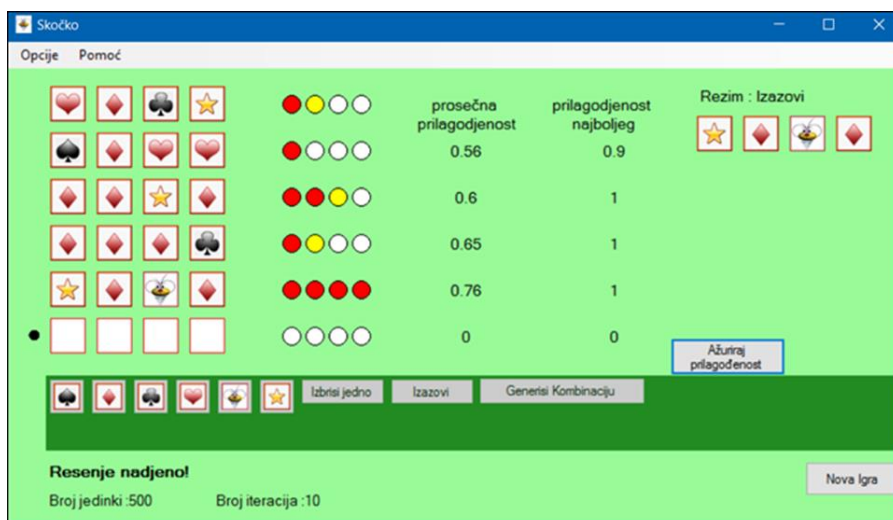 Skočko
Opcije Pomoć
prosečna prilagodjenost
prilagodjenost najboljeg
Rezim : Izazovi
0.56 0.9
0.6 1
0.65 1
0.76 1
0 0
Ažuriraj
prilagođenost
Izbrisi jedno Izazovi Generisi Kombinaciju
Resenje nadjeno!
Nova Igra
Broj jedinki :500 Broj iteracija :10